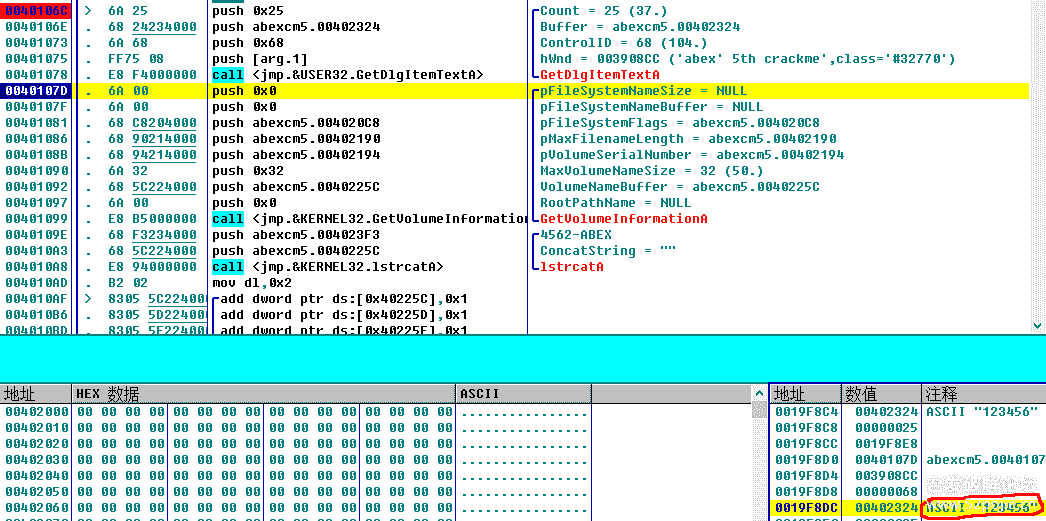 0040106C > 6A 25 push 0x25 Count = 25 (37.)
0040106E . 68 24234000 push abexcm5.00402324 Buffer = abexcm5.00402324
00401073 . 6A 68 push 0x68 ControlID = 68 (104.)
00401075 . FF75 08 push [arg.1] hWnd = 003908CC ('abex' 5th crackme',class='#32770')
00401078 . E8 F4000000 call <jmp.&USER32.GetDlgItemTextA> GetDlgItemTextA
0040107D . 6A 00 push 0x0 pFileSystemNameSize = NULL
0040107F . 6A 00 push 0x0 pFileSystemNameBuffer = NULL
00401081 . 68 C8204000 push abexcm5.004020C8 pFileSystemFlags = abexcm5.004020C8
00401086 . 68 90214000 push abexcm5.00402190 pMaxFilenameLength = abexcm5.00402190
0040108B . 68 94214000 push abexcm5.00402194 pVolumeSerialNumber = abexcm5.00402194
00401090 . 6A 32 push 0x32 MaxVolumeNameSize = 32 (50.)
00401092 . 68 5C224000 push abexcm5.0040225C VolumeNameBuffer = abexcm5.0040225C
00401097 . 6A 00 push 0x0 RootPathName = NULL
00401099 . E8 B5000000 call <jmp.&KERNEL32.GetVolumeInformation GetVolumeInformationA
0040109E . 68 F3234000 push abexcm5.004023F3 4562-ABEX
004010A3 . 68 5C224000 push abexcm5.0040225C ConcatString = ""
004010A8 . E8 94000000 call <jmp.&KERNEL32.lstrcatA> lstrcatA
004010AD . B2 02 mov dl,0x2
004010AF > 8305 5C22400 add dword ptr ds:[0x40225C],0x1
004010B6 . 8305 5D22400 add dword ptr ds:[0x40225D],0x1
004010BD . 8305 5E22400 add dword ptr ds:[0x40225E],0x1
地址 HEX 数据 ASCII 地址 数值 注释
00402000 00 00 00 00 00 00 00 00 00 00 00 00 00 00 00 00 ................ 0019F8C4 00402324 ASCII "123456"
00402010 00 00 00 00 00 00 00 00 00 00 00 00 00 00 00 00 ................ 0019F8C8 00000025
00402020 00 00 00 00 00 00 00 00 00 00 00 00 00 00 00 00 ................ 0019F8CC 0019F8E8
00402030 00 00 00 00 00 00 00 00 00 00 00 00 00 00 00 00 ................ 0019F8D0 0040107D abexcm5.0040107
00402040 00 00 00 00 00 00 00 00 00 00 00 00 00 00 00 00 ................ 0019F8D4 003908CC
00402050 00 00 00 00 00 00 00 00 00 00 00 00 00 00 00 00 ................ 0019F8D8 00000068
00402060 00 00 00 00 00 00 00 00 00 00 00 00 00 00 00 00 ................ 0019F8DC 00402324 ASCII "123456"